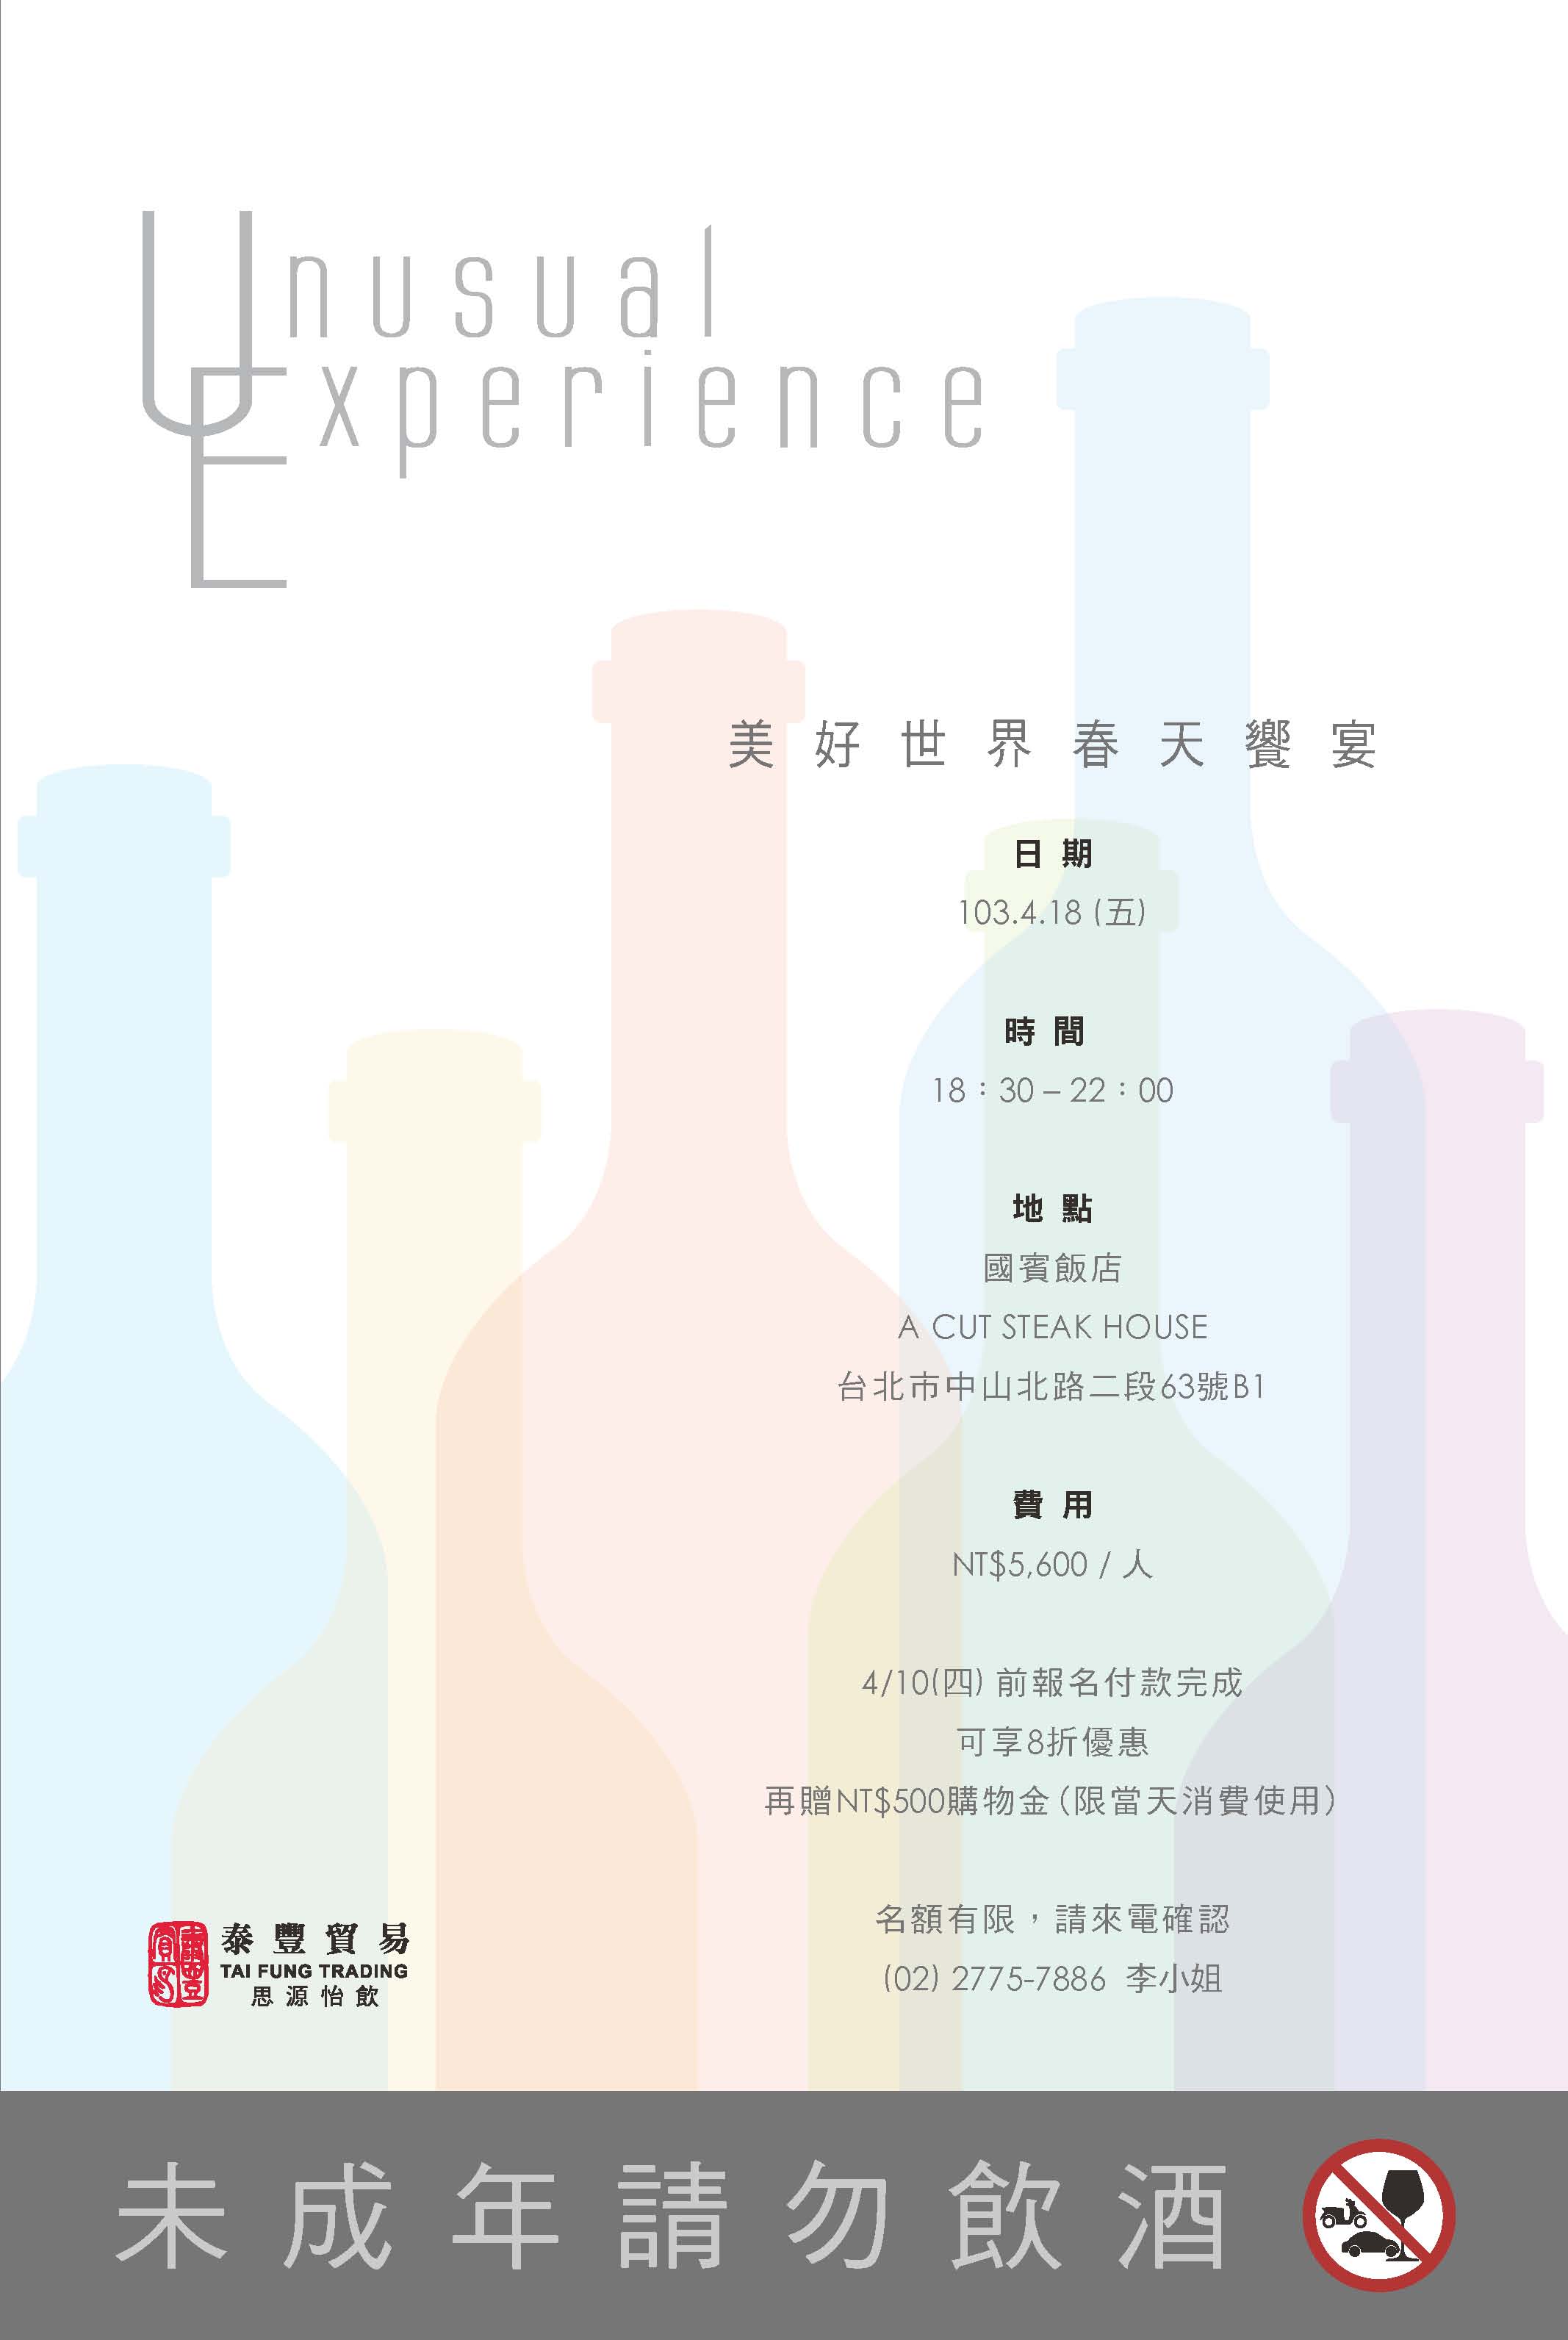 Unusual
Experience
美好世界春天饗宴
日期
103.4.18 (五)
時間
18：30 – 22：00
地點
國賓飯店
A CUT STEAK HOUSE
台北市中山北路二段63號B1
費用
NT$5,600 / 人
4/10(四) 前報名付款完成
可享8折優惠
再贈NT$500購物金（限當天消費使用）
名額有限，請來電確認
(02) 2775-7886 李小姐
泰豐貿易
TAI FUNG TRADING
思源怡飲
未成年請勿飲酒